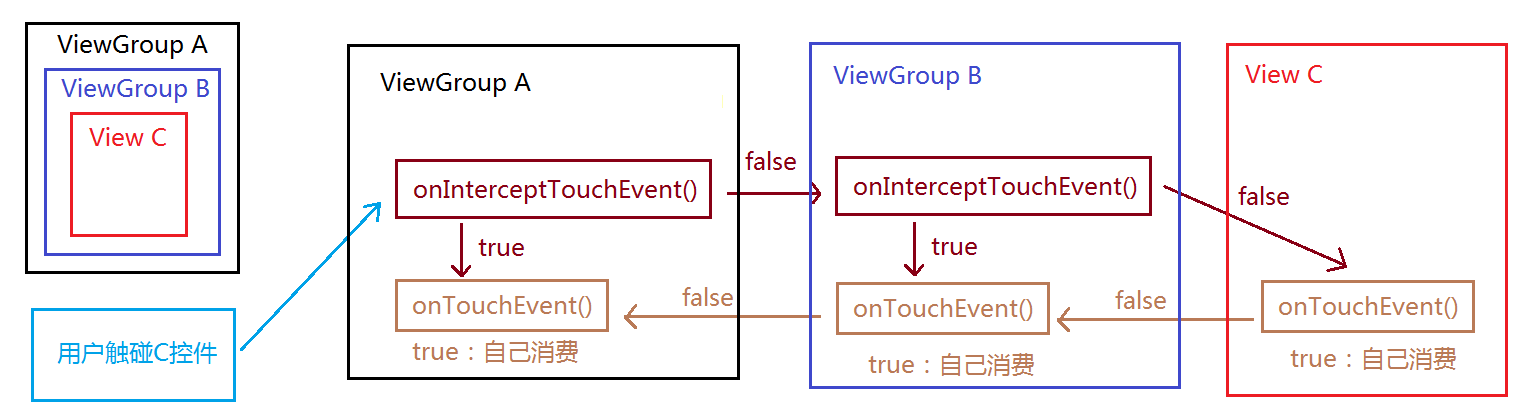 ViewGroup A
ViewGroup B
View C
用户触碰C控件
ViewGroup A
onInterceptTouchEvent()
true
onTouchEvent()
true：自己消费
false
false
ViewGroup B
onInterceptTouchEvent()
true
onTouchEvent()
true：自己消费
false
false
View C
onTouchEvent()
true：自己消费